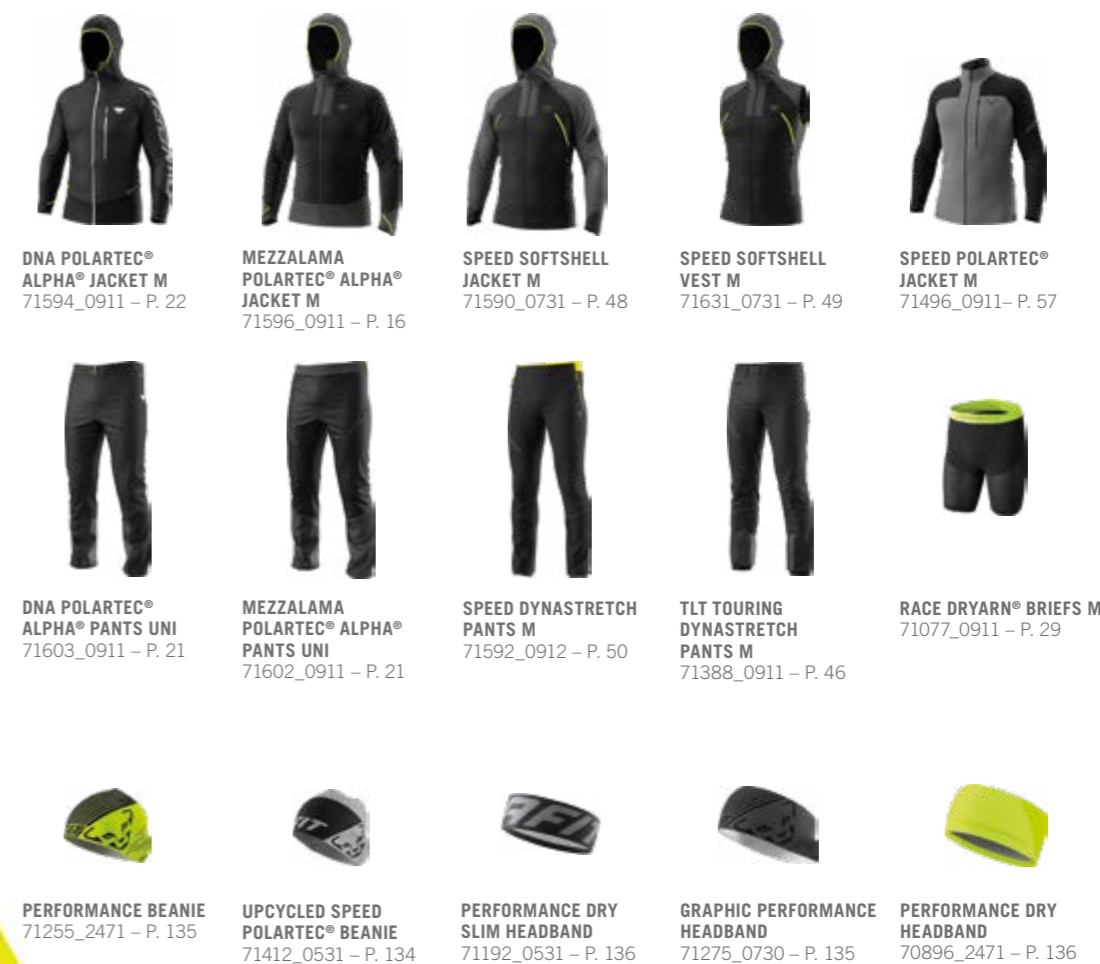 DNA POLARTEC®
ALPHA® JACKET M
71594_0911 – P. 22
MEZZALAMA
POLARTEC® ALPHA®
JACKET M
71596_0911 – P. 16
SPEED SOFTSHELL
JACKET M
71590_0731 – P. 48
SPEED SOFTSHELL
VEST M
71631_0731 – P. 49
SPEED POLARTEC®
JACKET M
71496_0911– P. 57
DNA POLARTEC®
ALPHA® PANTS UNI
71603_0911 – P. 21
MEZZALAMA
POLARTEC® ALPHA®
PANTS UNI
71602_0911 – P. 21
SPEED DYNASTRETCH
PANTS M
71592_0912 – P. 50
TLT TOURING
DYNASTRETCH
PANTS M
71388_0911 – P. 46
RACE DRYARN® BRIEFS M
71077_0911 – P. 29
PERFORMANCE BEANIE
71255_2471 – P. 135
UPCYCLED SPEED
POLARTEC® BEANIE
71412_0531 – P. 134
PERFORMANCE DRY
SLIM HEADBAND
71192_0531 – P. 136
GRAPHIC PERFORMANCE
HEADBAND
71275_0730 – P. 135
PERFORMANCE DRY
HEADBAND
70896_2471 – P. 136